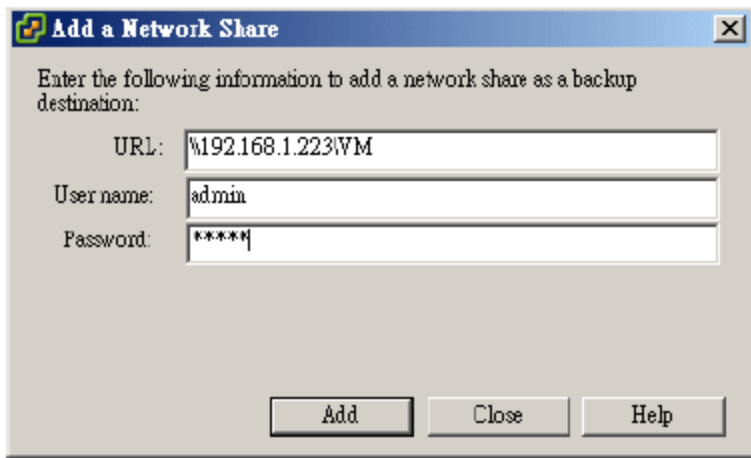 Add a Network Share
Enter the following information to add a network share as a backup
destination:
URL: \\192.168.1.223\VM
User name: admin
Password: *****
Add Close Help